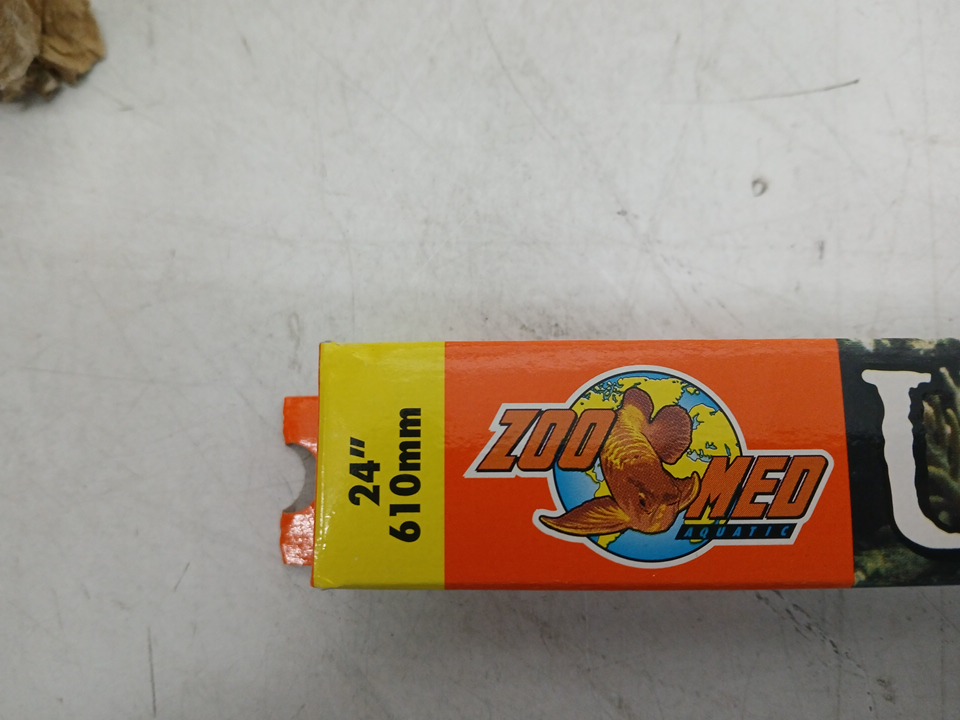 24"
610mm
ZOO MED
AQUATIC
U